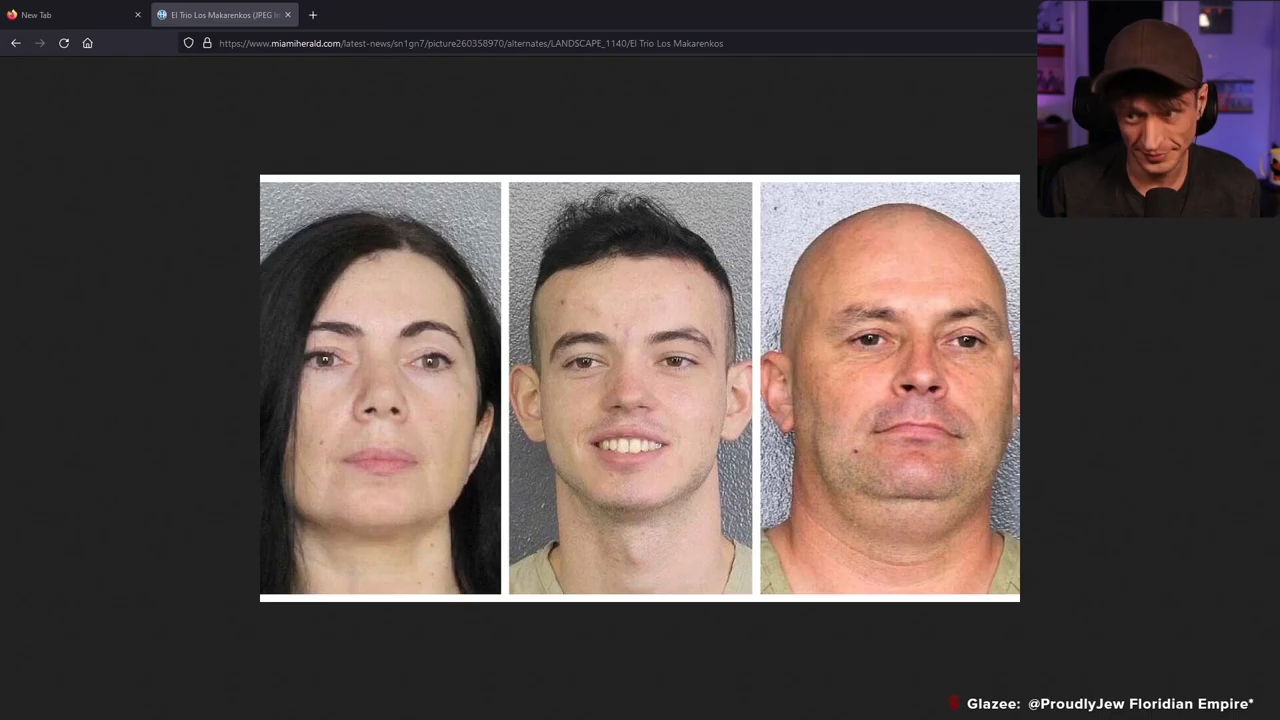 New Tab
El Trio Los Makarenkos (JPEG In
https://www.miamiherald.com/latest-news/sn1gn7/picture260358970/alternates/LANDSCAPE_1140/El Trio Los Makarenkos
Glazee: @ProudlyJew Floridian Empire*